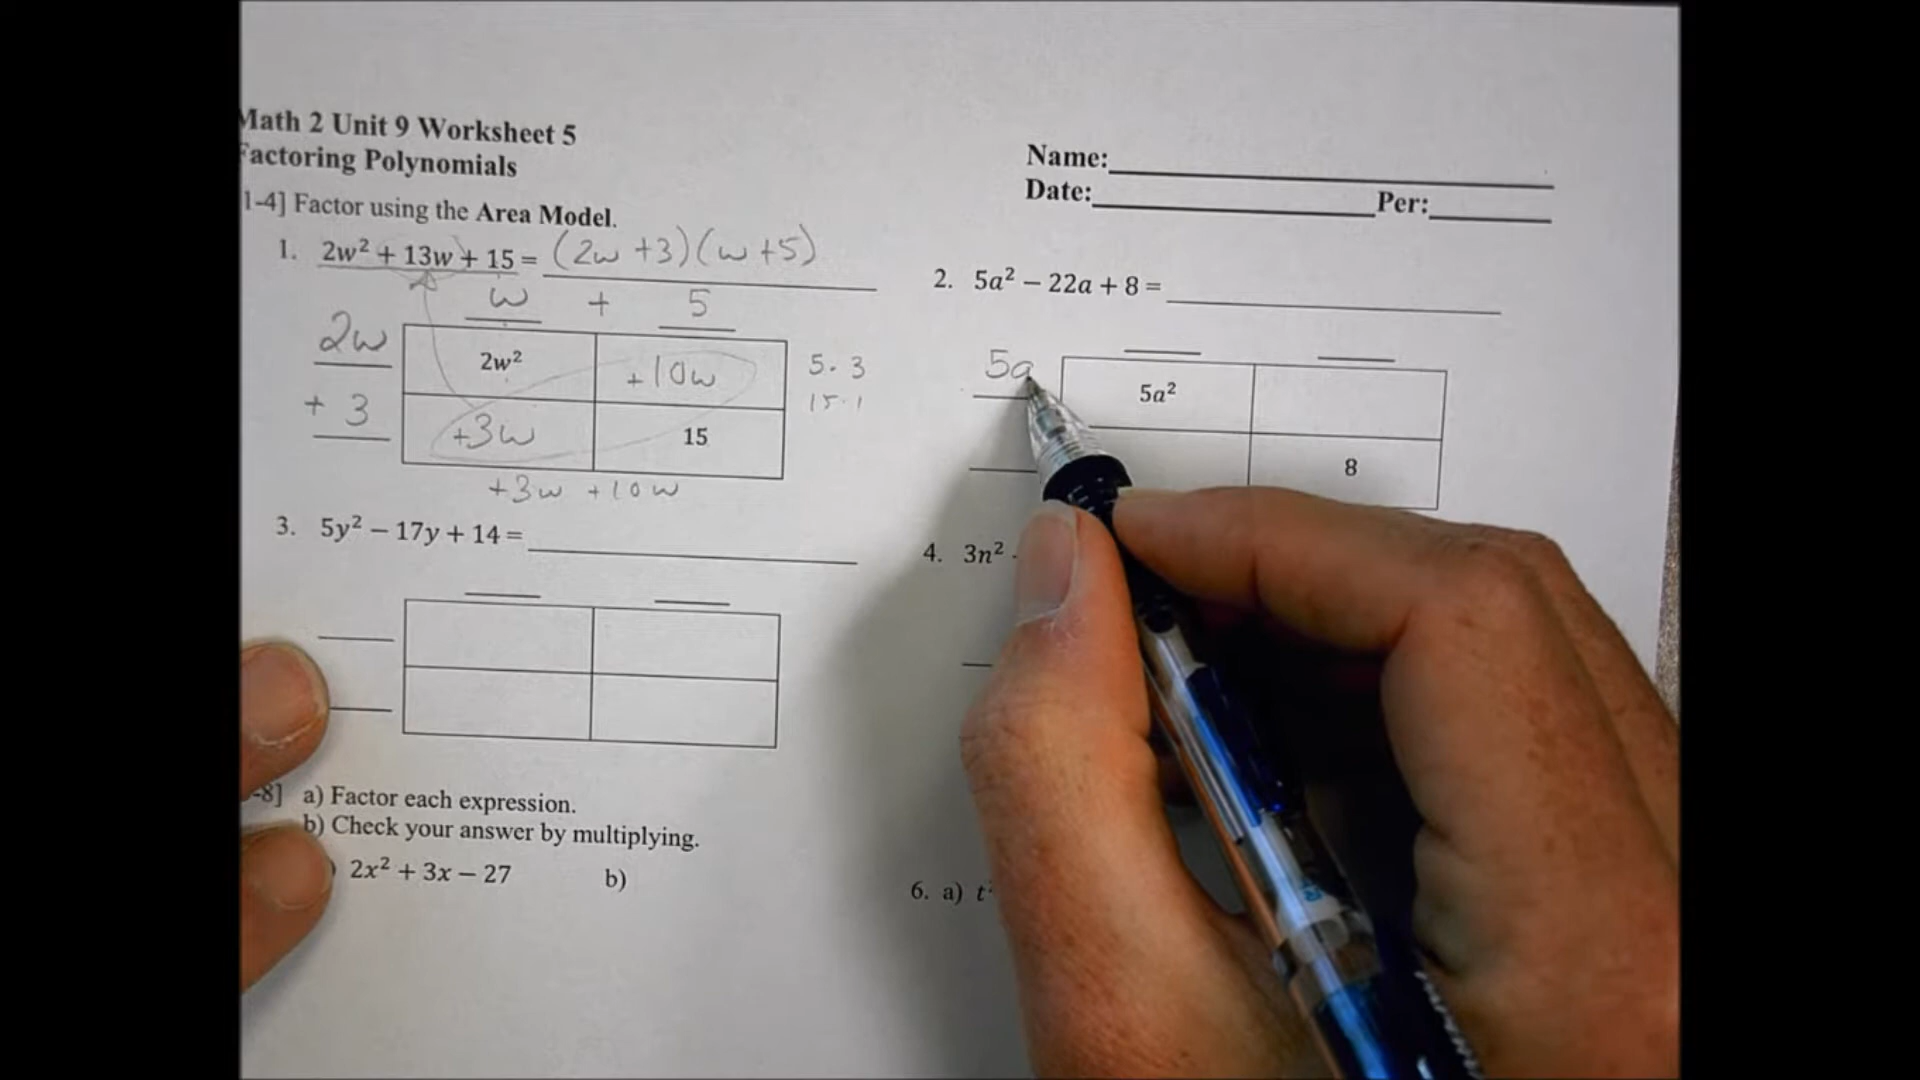 Math 2 Unit 9 Worksheet 5
Factoring Polynomials
Name:
Date: Per:
1-4] Factor using the Area Model.
1. 2w² + 13w + 15 = (2w +3)(w +5)
w + 5
2w
2w² +10w
+ 3
+3w 15
5. 3
15.1
+3w +10w
2. 5a² − 22a + 8 =
5a
5a²
8
3. 5y² − 17y + 14 =
4. 3n²
-8] a) Factor each expression.
b) Check your answer by multiplying.
) 2x² + 3x − 27 b)
6. a) t